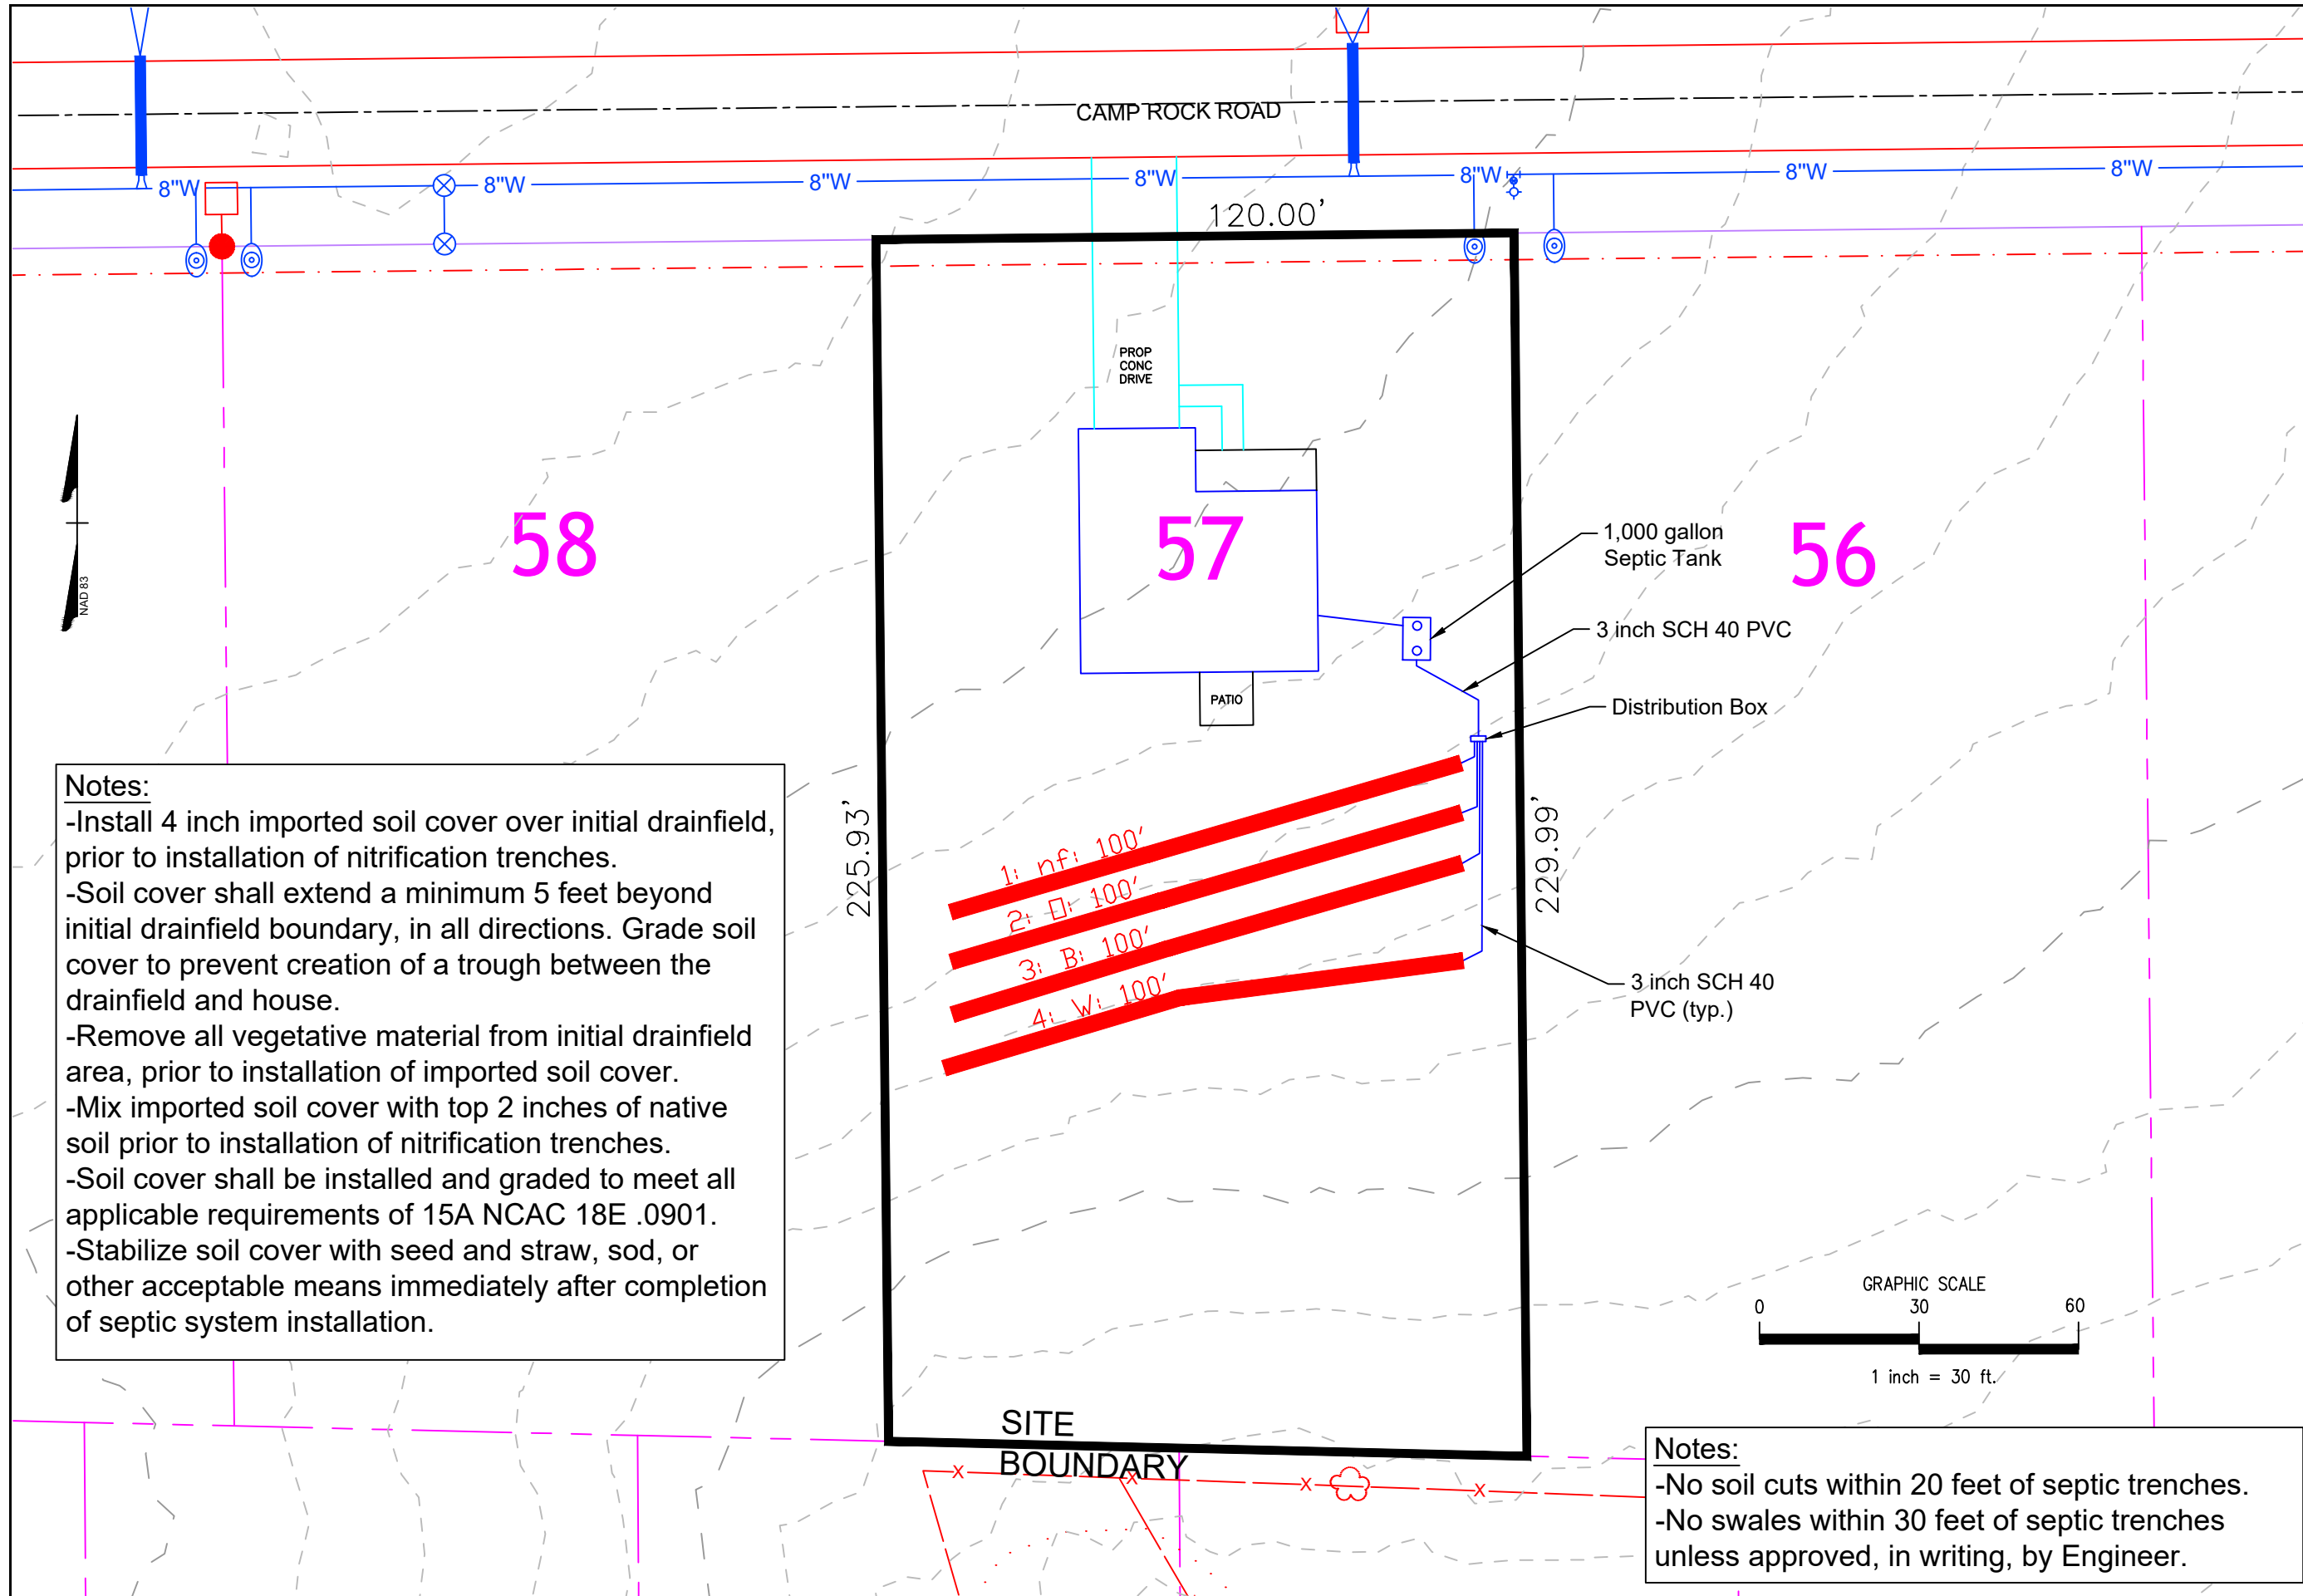 CAMP ROCK ROAD
8"W
8"W
8"W
8"W
8"W
8"W
8"W
120.00'
PROP
CONC
DRIVE
NAD 83
58
57
56
1,000 gallon
Septic Tank
3 inch SCH 40 PVC
Distribution Box
PATIO
225.93'
229.99'
1: nf: 100'
2: □: 100'
3: B: 100'
4: W: 100'
3 inch SCH 40
PVC (typ.)
Notes:
-Install 4 inch imported soil cover over initial drainfield,
prior to installation of nitrification trenches.
-Soil cover shall extend a minimum 5 feet beyond
initial drainfield boundary, in all directions. Grade soil
cover to prevent creation of a trough between the
drainfield and house.
-Remove all vegetative material from initial drainfield
area, prior to installation of imported soil cover.
-Mix imported soil cover with top 2 inches of native
soil prior to installation of nitrification trenches.
-Soil cover shall be installed and graded to meet all
applicable requirements of 15A NCAC 18E .0901.
-Stabilize soil cover with seed and straw, sod, or
other acceptable means immediately after completion
of septic system installation.
GRAPHIC SCALE
0 30 60
1 inch = 30 ft.
SITE
BOUNDARY
X X X X
Notes:
-No soil cuts within 20 feet of septic trenches.
-No swales within 30 feet of septic trenches
unless approved, in writing, by Engineer.